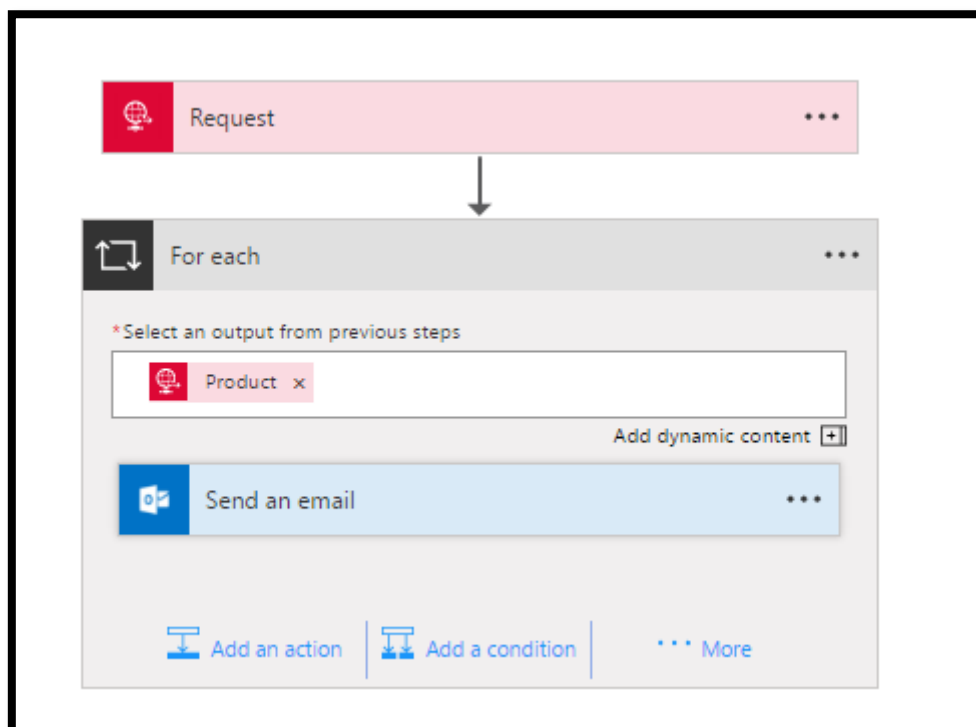 Request
For each
*Select an output from previous steps
Product ×
Add dynamic content
Send an email
Add an action
Add a condition
... More